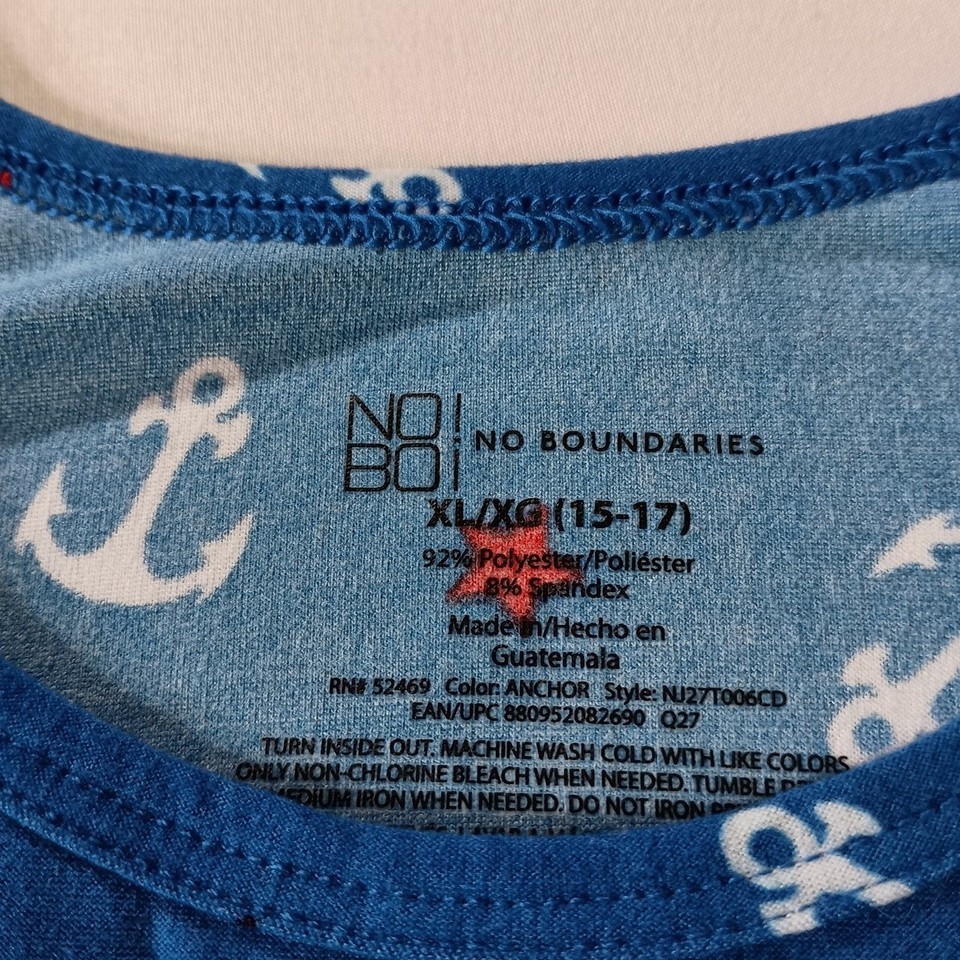 NO!
BO¡
NO BOUNDARIES
XL/XG (15-17)
92% Polyester/Poliéster
8% Spandex
Made in/Hecho en
Guatemala
RN# 52469 Color: ANCHOR Style: NJ27T006CD
EAN/UPC 880952082690 Q27
TURN INSIDE OUT. MACHINE WASH COLD WITH LIKE COLORS
ONLY NON-CHLORINE BLEACH WHEN NEEDED. TUMBLE
MEDIUM IRON WHEN NEEDED. DO NOT IRON